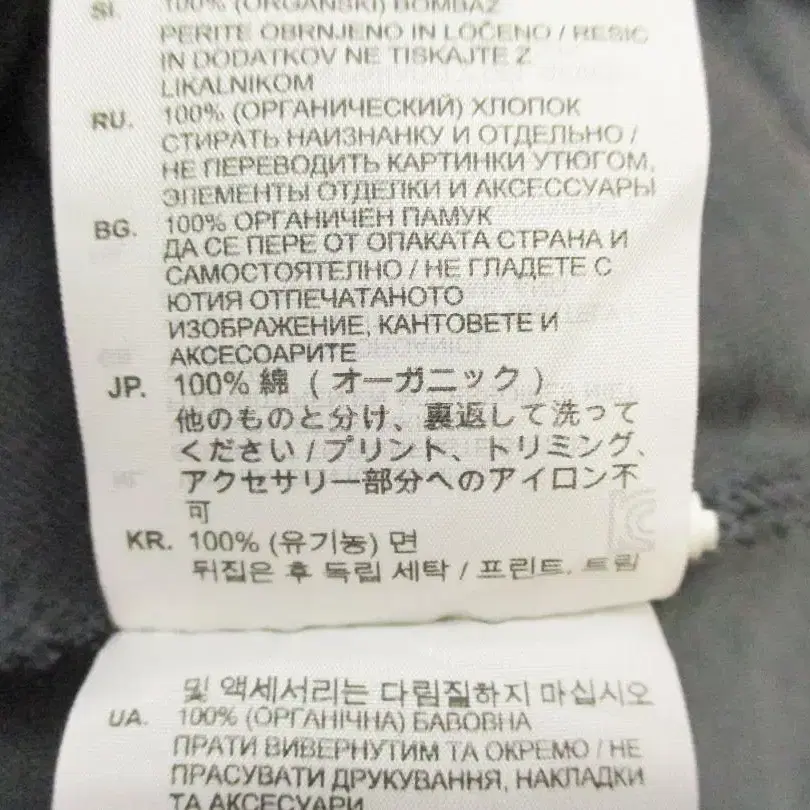 SI. 100% (ORGANSKI) BOMBAŽ
PERITE OBRNJENO IN LOČENO / RESIC
IN DODATKOV NE TISKAJTE Z
LIKALNIKOM
RU. 100% (ОРГАНИЧЕСКИЙ) ХЛОПОК
СТИРАТЬ НАИЗНАНКУ И ОТДЕЛЬНО /
НЕ ПЕРЕВОДИТЬ КАРТИНКИ УТЮГОМ,
ЭЛЕМЕНТЫ ОТДЕЛКИ И АКСЕССУАРЫ
BG. 100% ОРГАНИЧЕН ПАМУК
ДА СЕ ПЕРЕ ОТ ОПАКАТА СТРАНА И
САМОСТОЯТЕЛНО / НЕ ГЛАДЕТЕ С
ЮТИЯ ОТПЕЧАТАНОТО
ИЗОБРАЖЕНИЕ, КАНТОВЕТЕ И
АКСЕСОАРИТЕ
JP. 100% 綿 ( オーガニック )
他のものと分け、裏返して洗って
ください / プリント、トリミング、
アクセサリー部分へのアイロン不
可
KR. 100% (유기농) 면
뒤집은 후 독립 세탁 / 프린트, 트림
및 액세서리는 다림질하지 마십시오
UA. 100% (ОРГАНІЧНА) БАВОВНА
ПРАТИ ВИВЕРНУТИМ ТА ОКРЕМО / НЕ
ПРАСУВАТИ ДРУКУВАННЯ, НАКЛАДКИ
ТА АКСЕСУАРИ